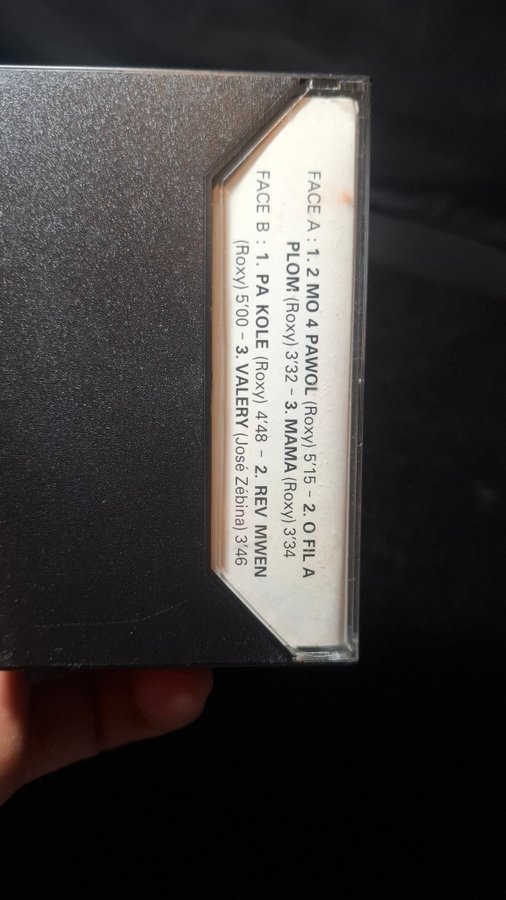 FACE A : 1. 2 MO 4 PAWOL (Roxy) 5'15 – 2. O FIL A
PLOM (Roxy) 3'32 – 3. MAMA (Roxy) 3'34
FACE B : 1. PA KOLE (Roxy) 4'48 – 2. REV MWEN
(Roxy) 5'00 – 3. VALERY (José Zébina) 3'46